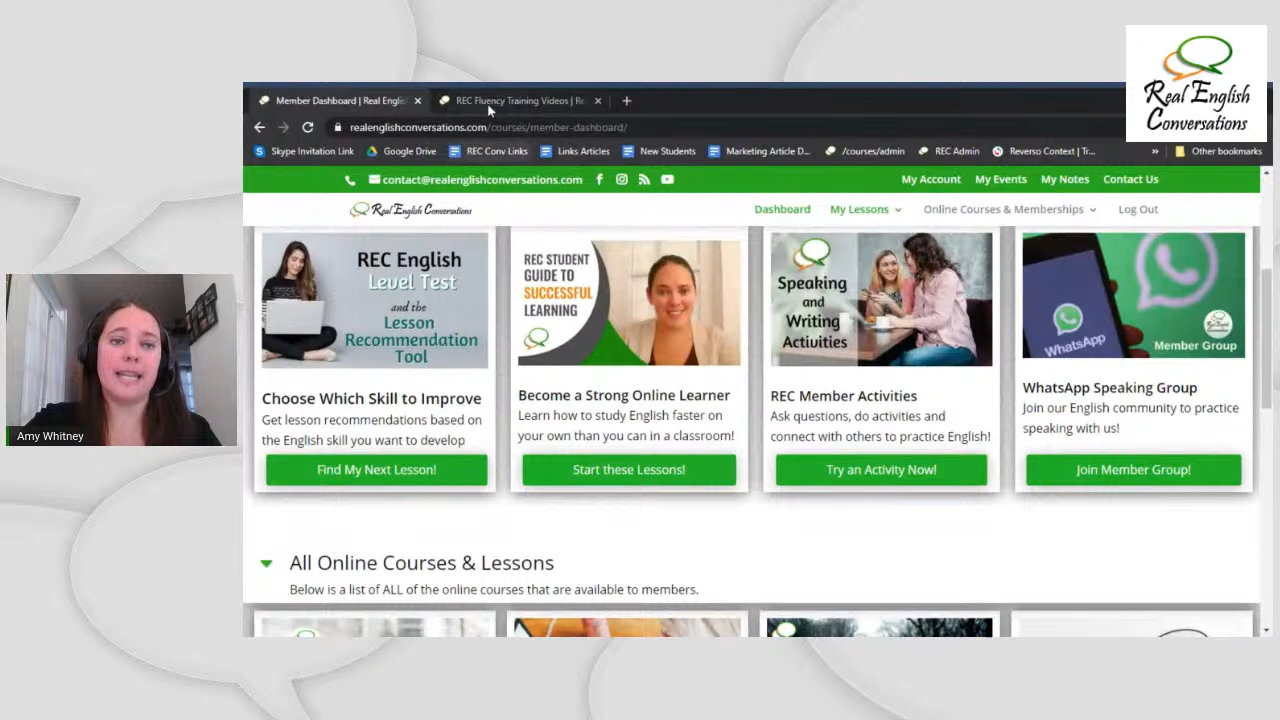 Real English
Conversations
Member Dashboard | Real Englis
REC Fluency Training Videos | Re
realenglishconversations.com/courses/member-dashboard/
Skype Invitation Link
Google Drive
REC Conv Links
Links Articles
New Students
Marketing Article D...
/courses/admin
REC Admin
Reverso Context | Tr...
»
Other bookmarks
contact@realenglishconversations.com
My Account
My Events
My Notes
Contact Us
Real English Conversations
Dashboard
My Lessons
Online Courses & Memberships
Log Out
REC English
Level Test
and the
Lesson
Recommendation
Tool
Choose Which Skill to Improve
Get lesson recommendations based on
the English skill you want to develop
Find My Next Lesson!
REC STUDENT
GUIDE TO
SUCCESSFUL
LEARNING
Become a Strong Online Learner
Learn how to study English faster on
your own than you can in a classroom!
Start these Lessons!
Speaking
and
Writing
Activities
REC Member Activities
Ask questions, do activities and
connect with others to practice English!
Try an Activity Now!
WhatsApp
Member Group
WhatsApp Speaking Group
Join our English community to practice
speaking with us!
Join Member Group!
Amy Whitney
All Online Courses & Lessons
Below is a list of ALL of the online courses that are available to members.